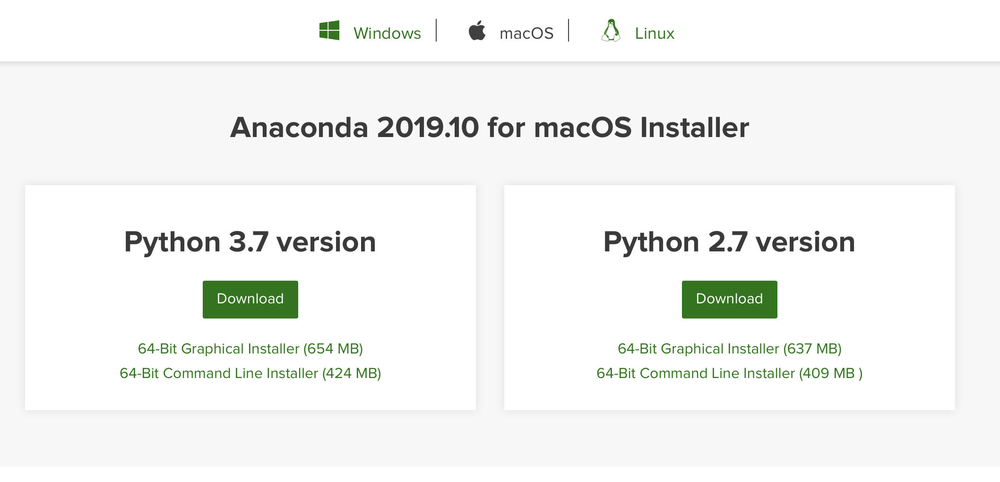 Windows
macOS
Linux
Anaconda 2019.10 for macOS Installer
Python 3.7 version
Download
64-Bit Graphical Installer (654 MB)
64-Bit Command Line Installer (424 MB)
Python 2.7 version
Download
64-Bit Graphical Installer (637 MB)
64-Bit Command Line Installer (409 MB )